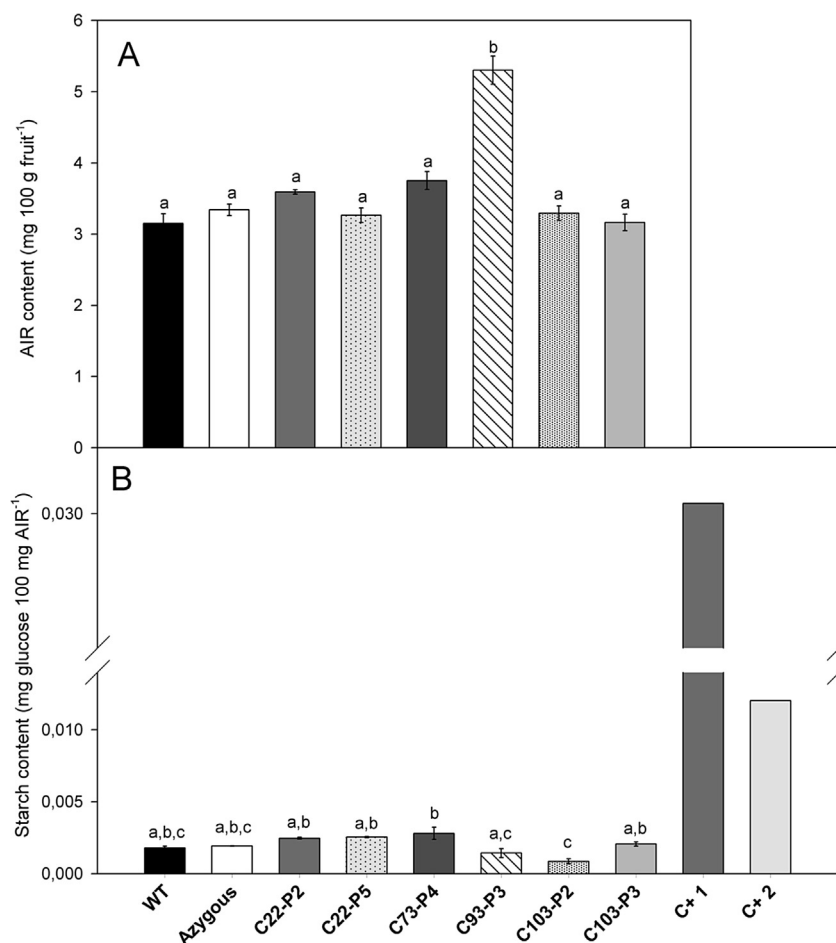 A
AIR content (mg 100 g fruit⁻¹)
6
5
4
3
2
1
0
a
a
a
a
a
b
a
a
B
Starch content (mg glucose 100 mg AIR⁻¹)
0,030
0,010
0,005
0,000
a,b,c
a,b,c
a,b
a,b
b
a,c
c
a,b
WT
Azygous
C22-P2
C22-P5
C73-P4
C93-P3
C103-P2
C103-P3
C+ 1
C+ 2